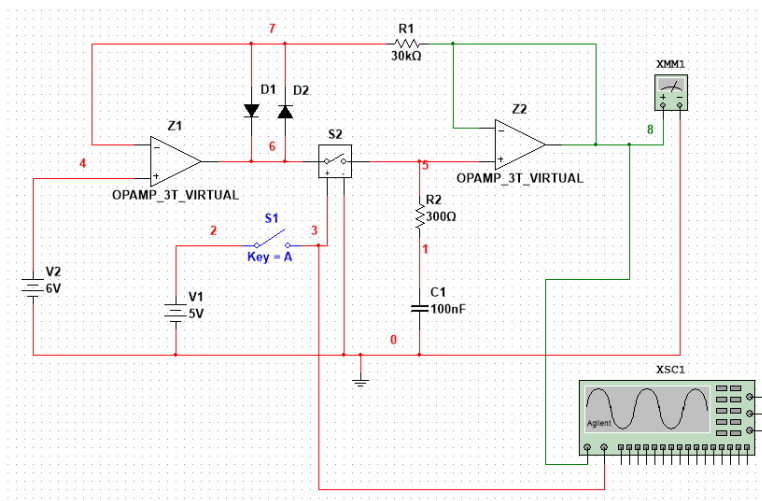 7
R1
30kΩ
XMM1
+ −
D1 D2
Z1
Z2
S2
8
−
+
6
−
+
4
5
OPAMP_3T_VIRTUAL
OPAMP_3T_VIRTUAL
+ -
R2
300Ω
S1
2
3
1
Key = A
V2
6V
V1
5V
C1
100nF
0
XSC1
Agilent